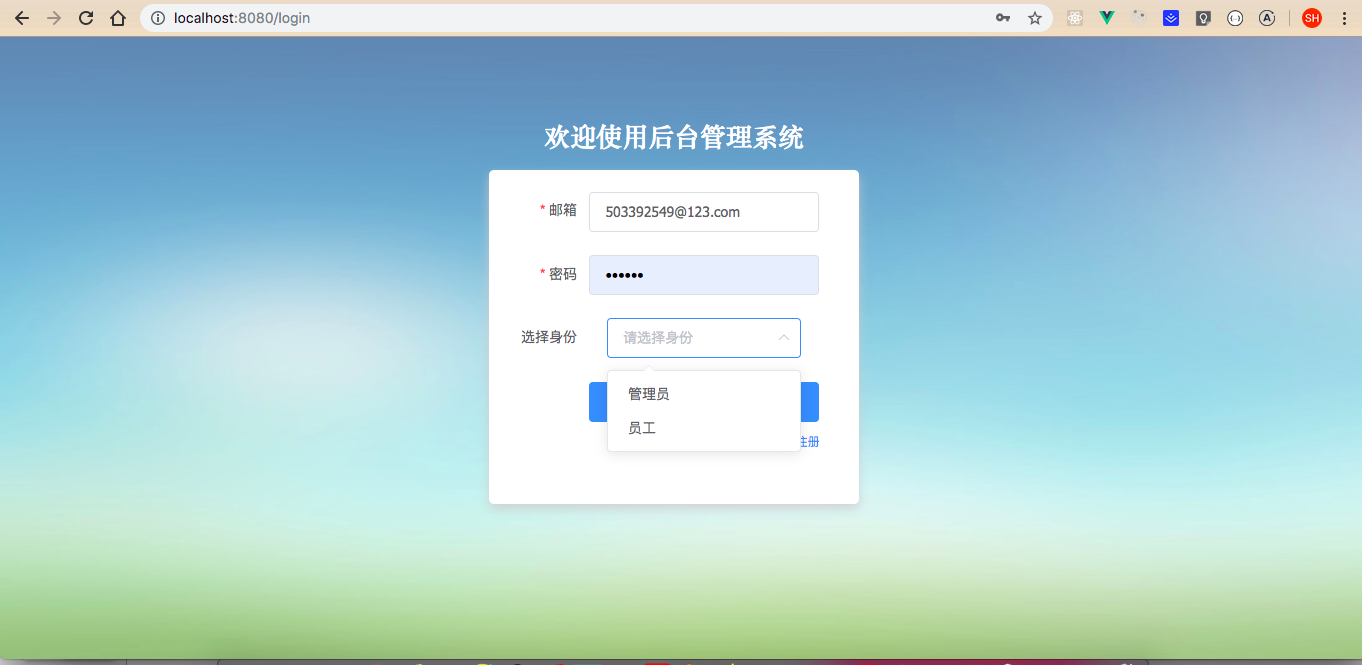 localhost:8080/login
SH
欢迎使用后台管理系统
* 邮箱
503392549@123.com
* 密码
••••••
选择身份
请选择身份
管理员
员工
注册